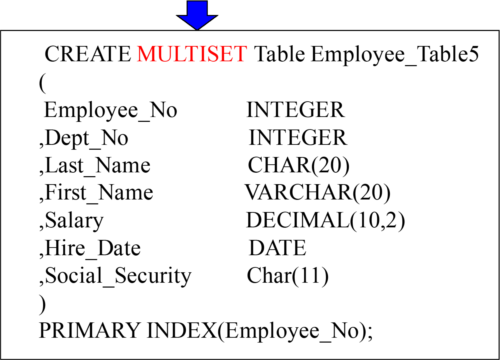 CREATE MULTISET Table Employee_Table5
(
Employee_No INTEGER
,Dept_No INTEGER
,Last_Name CHAR(20)
,First_Name VARCHAR(20)
,Salary DECIMAL(10,2)
,Hire_Date DATE
,Social_Security Char(11)
)
PRIMARY INDEX(Employee_No);